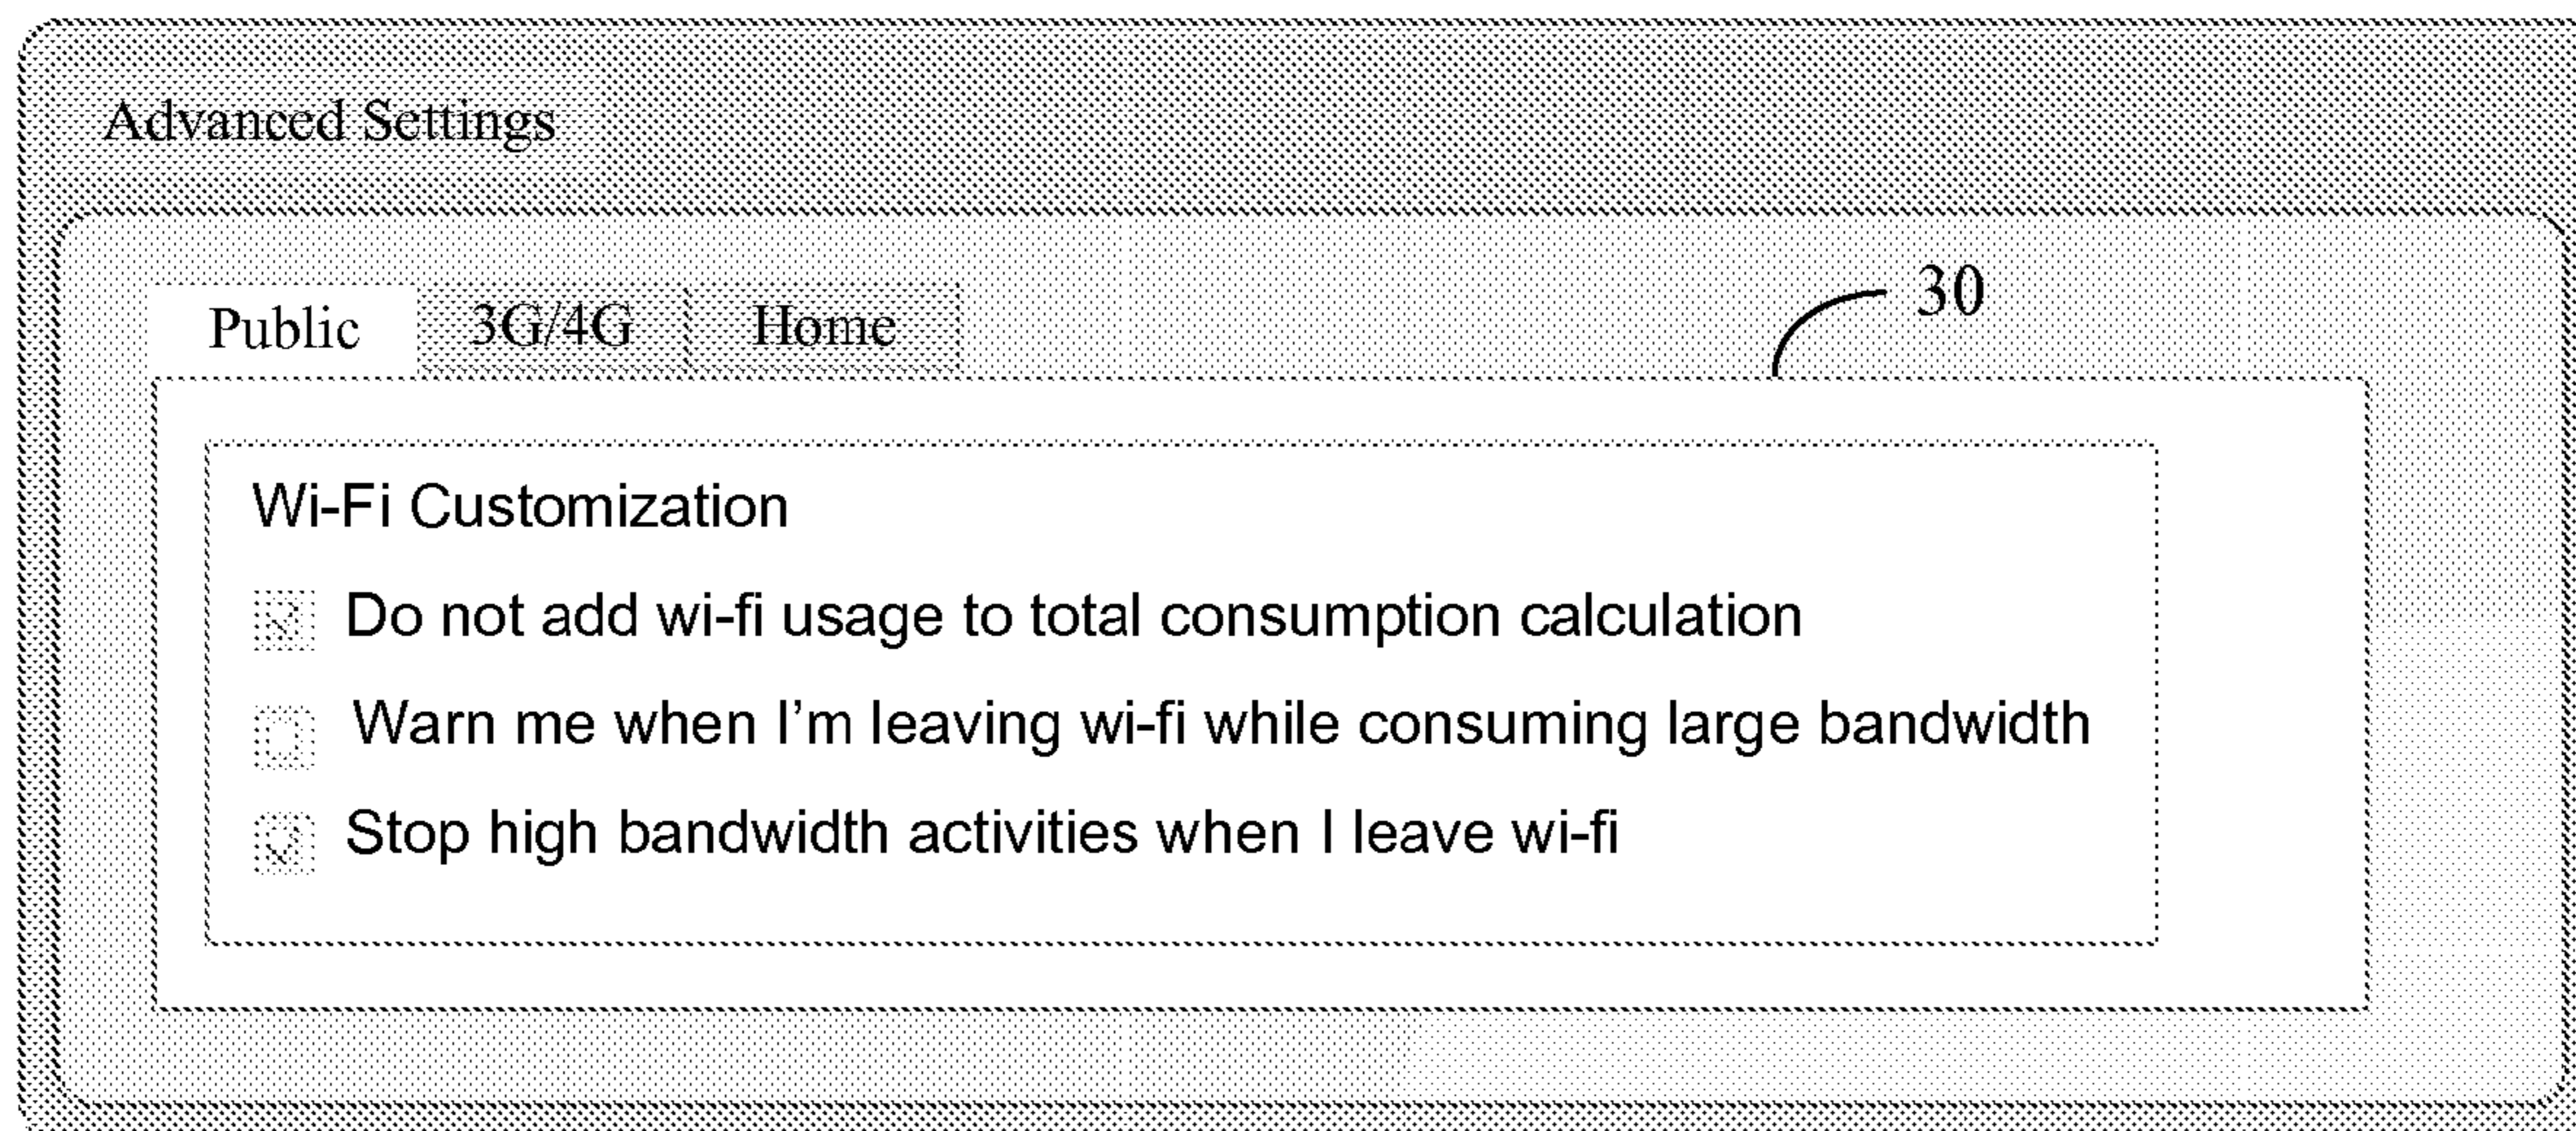 Advanced Settings
Public 3G/4G Home
30
Wi-Fi Customization
Do not add wi-fi usage to total consumption calculation
Warn me when I’m leaving wi-fi while consuming large bandwidth
Stop high bandwidth activities when I leave wi-fi